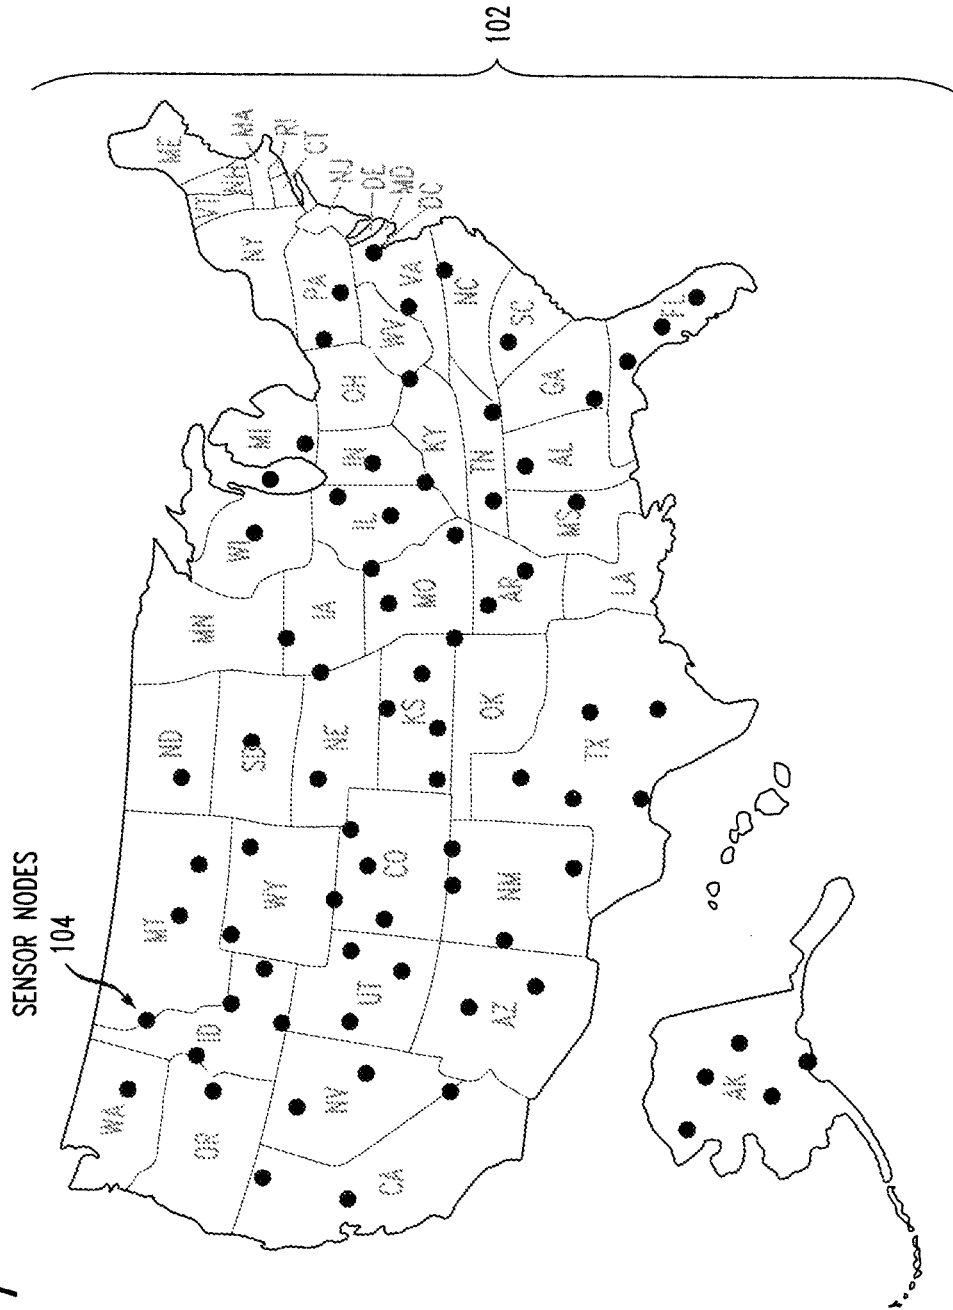 SENSOR NODES
104
102
WA
OR
CA
NV
ID
MT
WY
UT
AZ
CO
NM
ND
SD
NE
KS
OK
TX
MN
IA
MO
AR
LA
WI
IL
MS
MI
IN
OH
KY
TN
AL
GA
FL
SC
NC
VA
WV
PA
NY
VT
NH
ME
MA
RI
CT
NJ
DE
MD
DC
AK